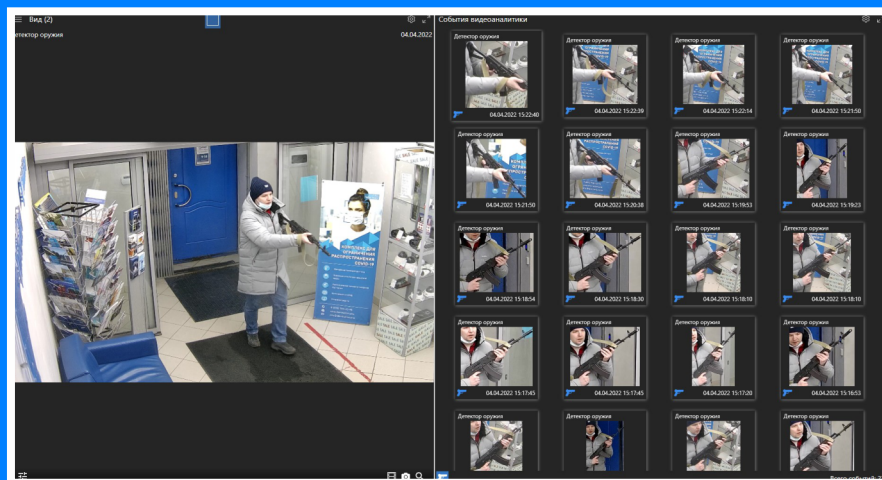 Вид (2)
События видеоаналитики
04.04.2022
Детектор оружия
Детектор оружия
Детектор оружия
Детектор оружия
04.04.2022 15:22:40
04.04.2022 15:22:39
04.04.2022 15:22:14
04.04.2022 15:21:50
КОМПЛЕКС ДЛЯ
ОГРАНИЧЕНИЯ
РАСПРОСТРАНЕНИЯ
COVID-19
Детектор оружия
Детектор оружия
Детектор оружия
Детектор оружия
04.04.2022 15:21:50
04.04.2022 15:20:38
04.04.2022 15:19:53
04.04.2022 15:19:23
Детектор оружия
Детектор оружия
Детектор оружия
Детектор оружия
04.04.2022 15:18:54
04.04.2022 15:18:30
04.04.2022 15:18:10
04.04.2022 15:18:10
Детектор оружия
Детектор оружия
Детектор оружия
Детектор оружия
04.04.2022 15:17:45
04.04.2022 15:17:45
04.04.2022 15:17:20
04.04.2022 15:16:53
Детектор оружия
Детектор оружия
Детектор оружия
Детектор оружия